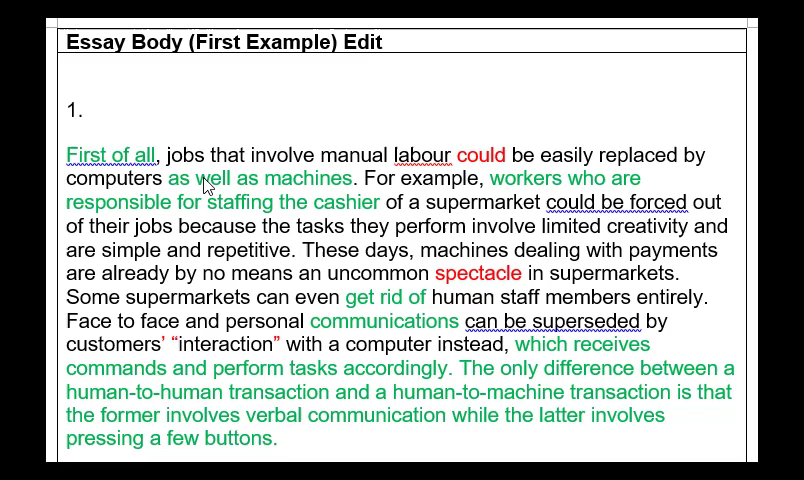 Essay Body (First Example) Edit
1.
First of all, jobs that involve manual labour could be easily replaced by
computers as well as machines. For example, workers who are
responsible for staffing the cashier of a supermarket could be forced out
of their jobs because the tasks they perform involve limited creativity and
are simple and repetitive. These days, machines dealing with payments
are already by no means an uncommon spectacle in supermarkets.
Some supermarkets can even get rid of human staff members entirely.
Face to face and personal communications can be superseded by
customers’ “interaction” with a computer instead, which receives
commands and perform tasks accordingly. The only difference between a
human-to-human transaction and a human-to-machine transaction is that
the former involves verbal communication while the latter involves
pressing a few buttons.